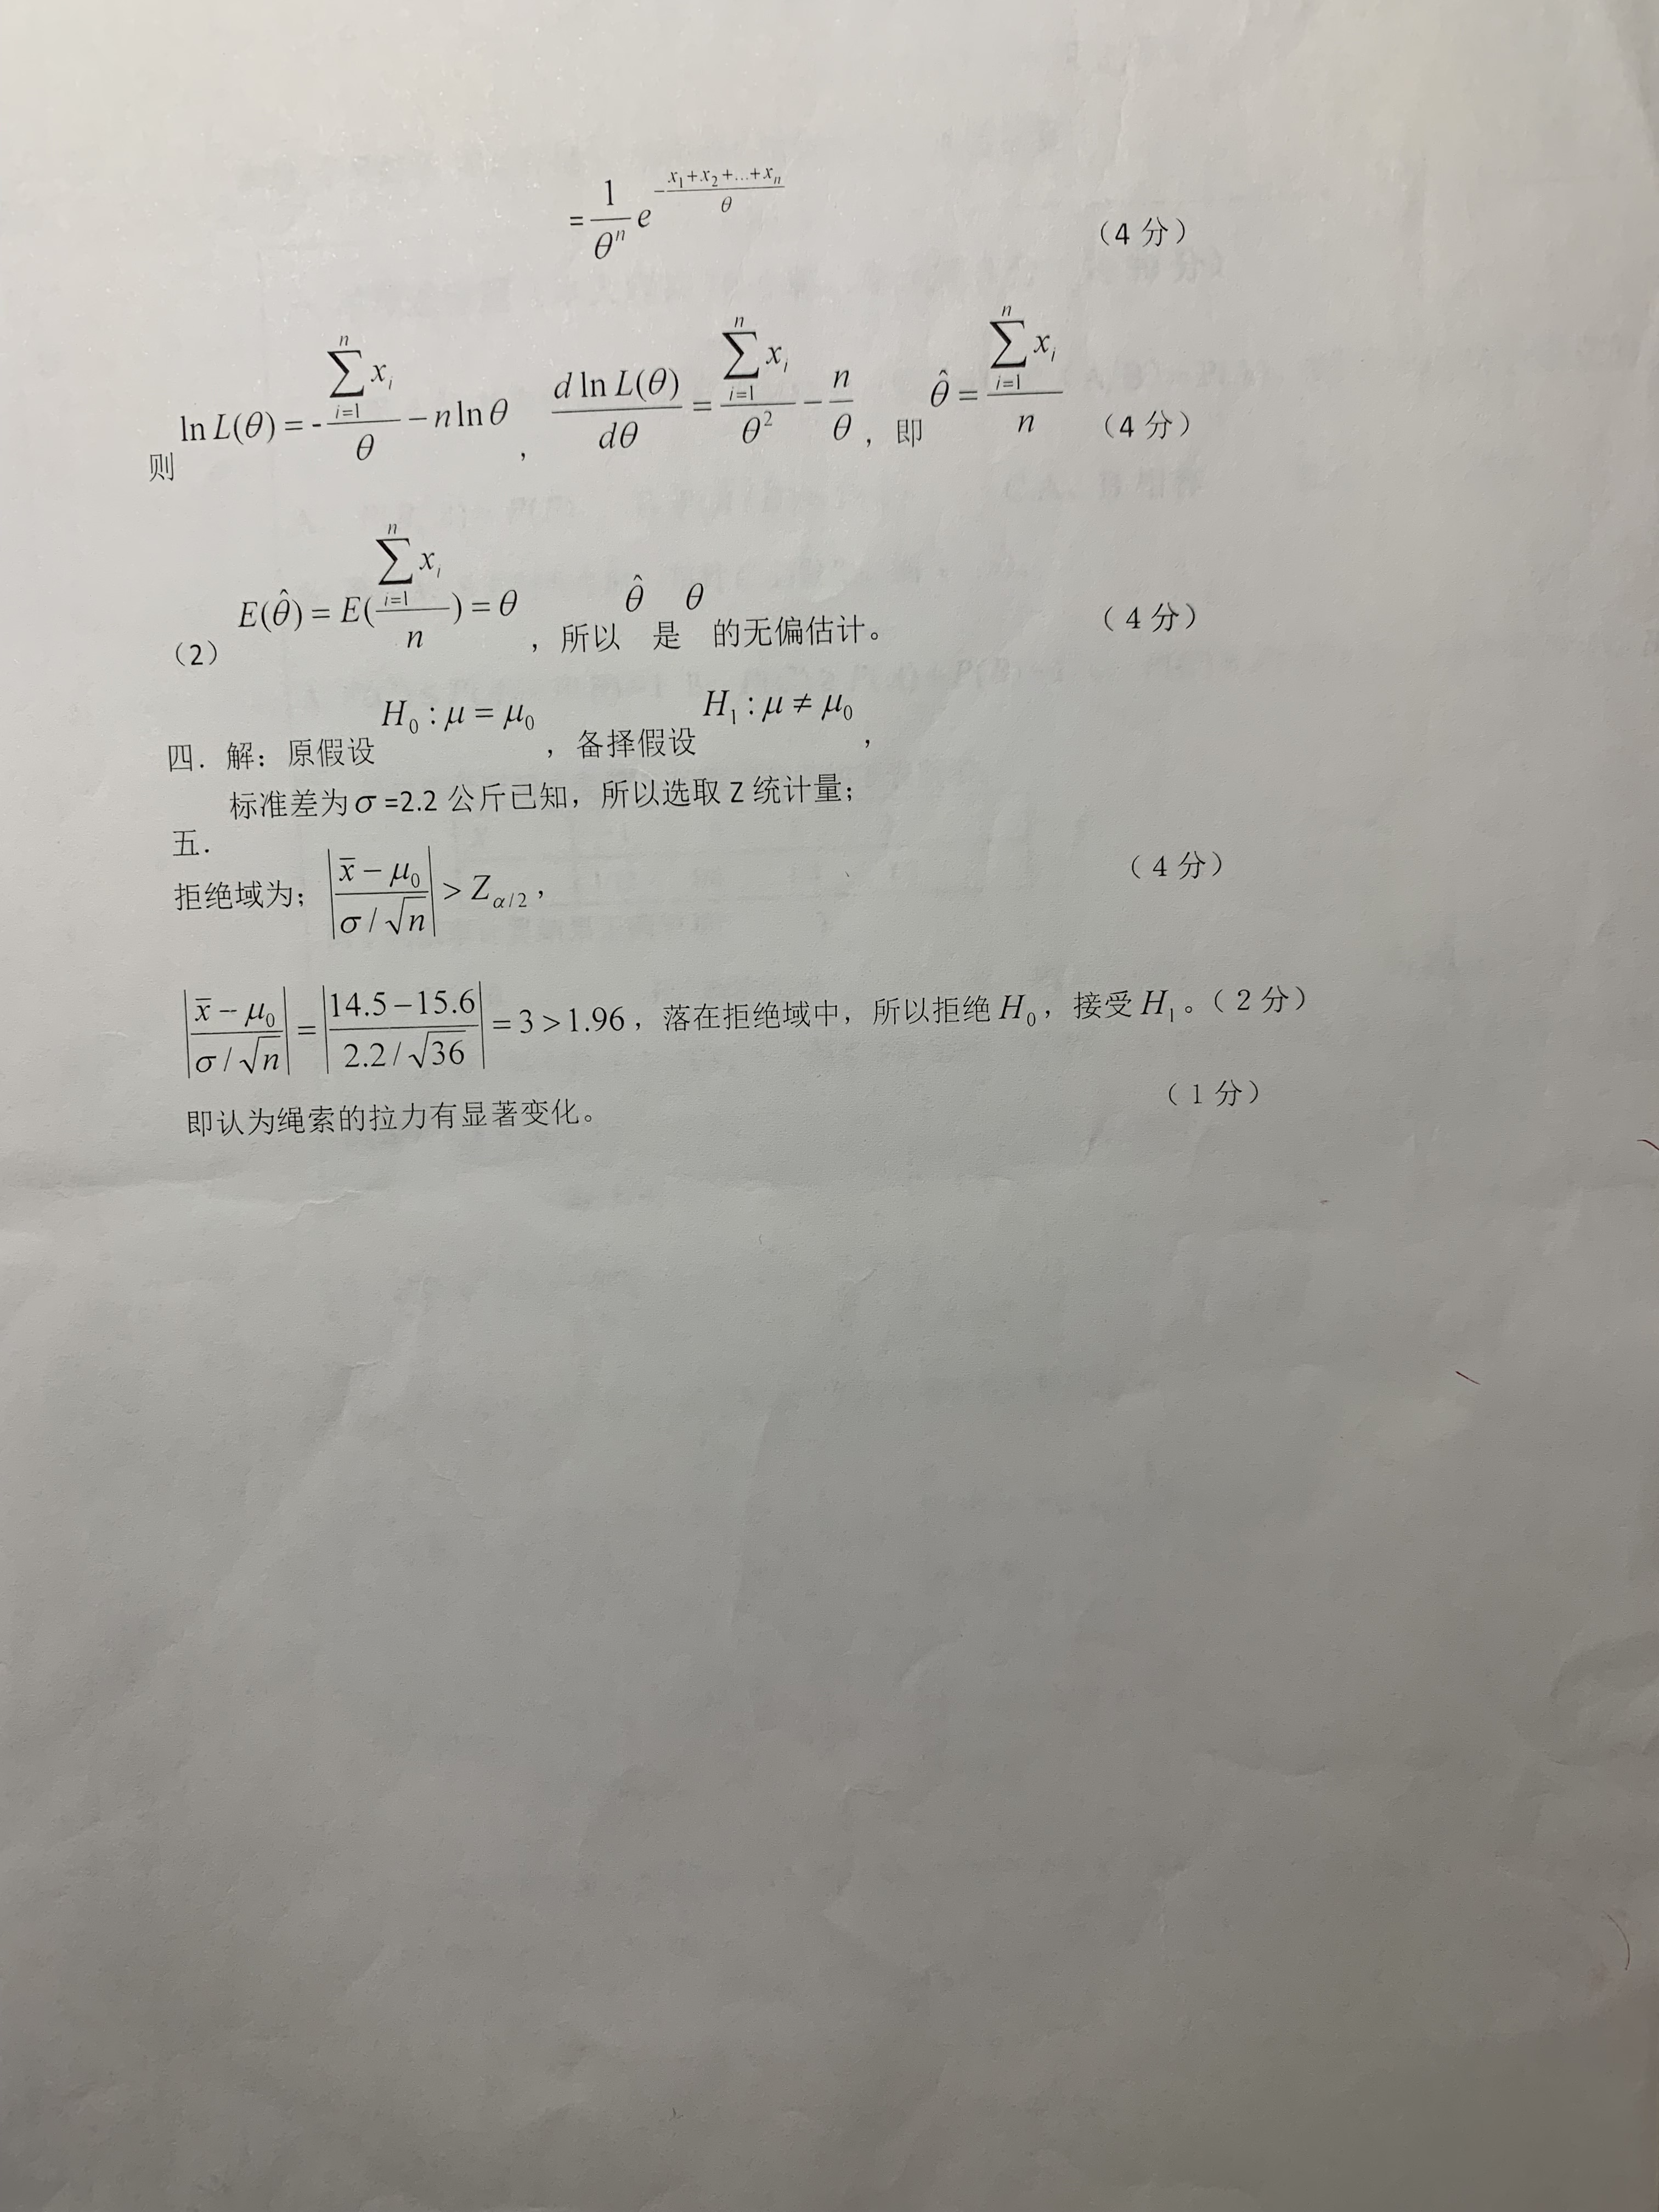 $= \frac{1}{\theta^n} e^{-\frac{x_1+x_2+\ldots+x_n}{\theta}}$ （4 分）
则 $\ln L(\theta) = -\frac{\sum_{i=1}^{n} x_i}{\theta} - n\ln\theta$ ， $\frac{d\ln L(\theta)}{d\theta} = \frac{\sum_{i=1}^{n} x_i}{\theta^2} - \frac{n}{\theta}$ ，即 $\hat{\theta} = \frac{\sum_{i=1}^{n} x_i}{n}$ （4 分）
（2） $E(\hat{\theta}) = E(\frac{\sum_{i=1}^{n} x_i}{n}) = \theta$ ，所以 $\hat{\theta}$ 是 $\theta$ 的无偏估计。 （4 分）
四．解：原假设 $H_0 : \mu = \mu_0$ ，备择假设 $H_1 : \mu \neq \mu_0$ ，
标准差为 $\sigma$ =2.2 公斤已知，所以选取 Z 统计量；
五．
拒绝域为； $\left|\frac{\bar{x} - \mu_0}{\sigma / \sqrt{n}}\right| > Z_{\alpha/2}$ ， （4 分）
$\left|\frac{\bar{x} - \mu_0}{\sigma / \sqrt{n}}\right| = \left|\frac{14.5 - 15.6}{2.2 / \sqrt{36}}\right| = 3 > 1.96$ ，落在拒绝域中，所以拒绝 $H_0$ ，接受 $H_1$ 。（2 分）
即认为绳索的拉力有显著变化。 （1 分）